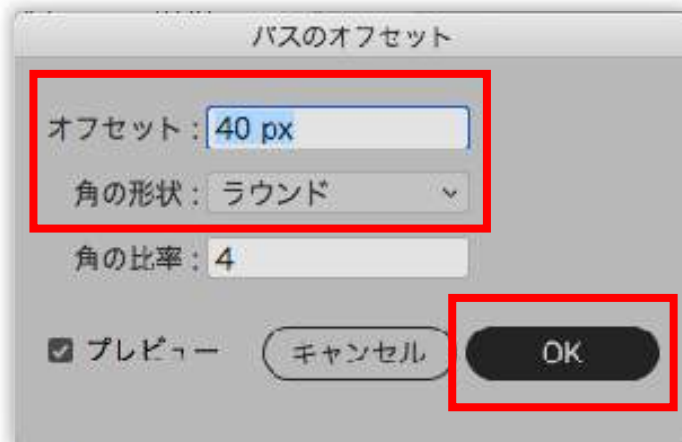 パスのオフセット
オフセット：40 px
角の形状：ラウンド
角の比率：4
プレビュー キャンセル OK